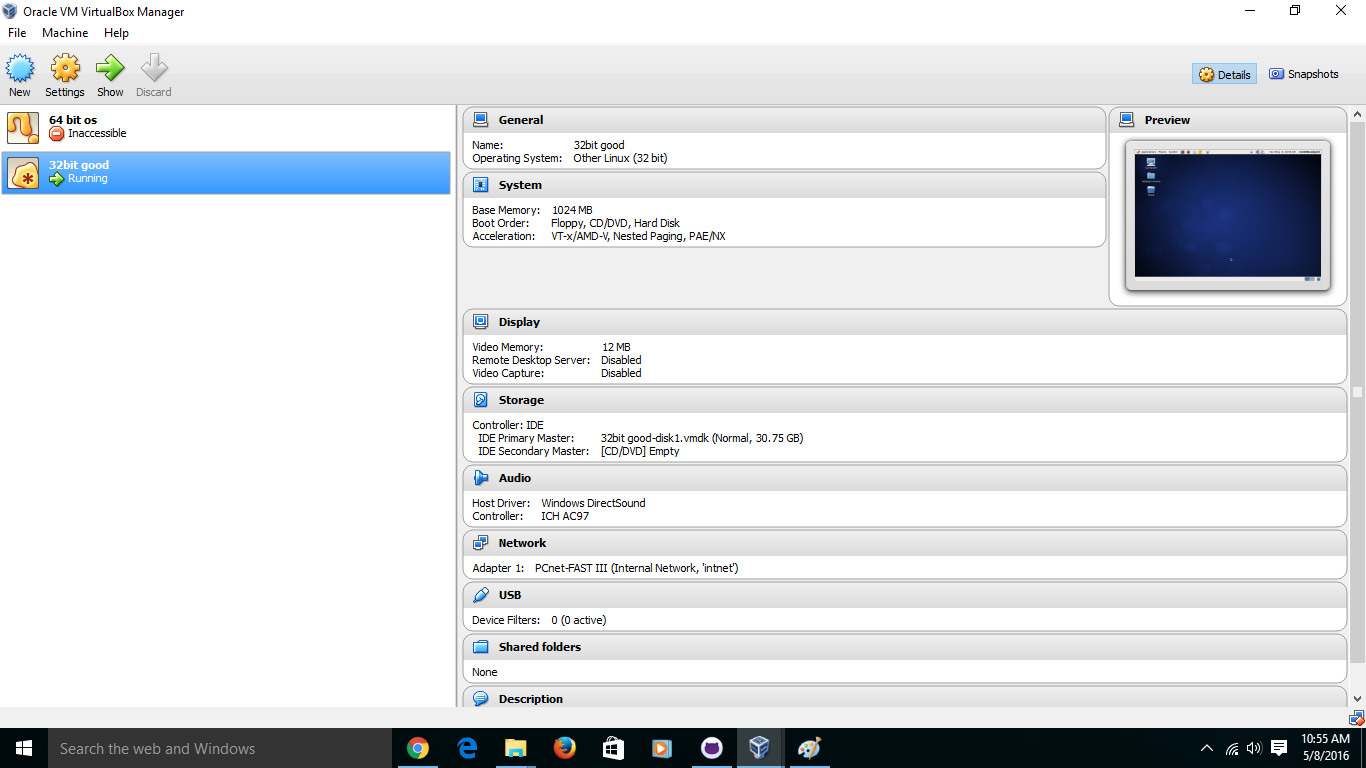 Oracle VM VirtualBox Manager
File Machine Help
New Settings Show Discard
Details Snapshots
64 bit os
Inaccessible
32bit good
Running
General
Name: 32bit good
Operating System: Other Linux (32 bit)
System
Base Memory: 1024 MB
Boot Order: Floppy, CD/DVD, Hard Disk
Acceleration: VT-x/AMD-V, Nested Paging, PAE/NX
Preview
Display
Video Memory: 12 MB
Remote Desktop Server: Disabled
Video Capture: Disabled
Storage
Controller: IDE
IDE Primary Master: 32bit good-disk1.vmdk (Normal, 30.75 GB)
IDE Secondary Master: [CD/DVD] Empty
Audio
Host Driver: Windows DirectSound
Controller: ICH AC97
Network
Adapter 1: PCnet-FAST III (Internal Network, 'intnet')
USB
Device Filters: 0 (0 active)
Shared folders
None
Description
Search the web and Windows
10:55 AM
5/8/2016